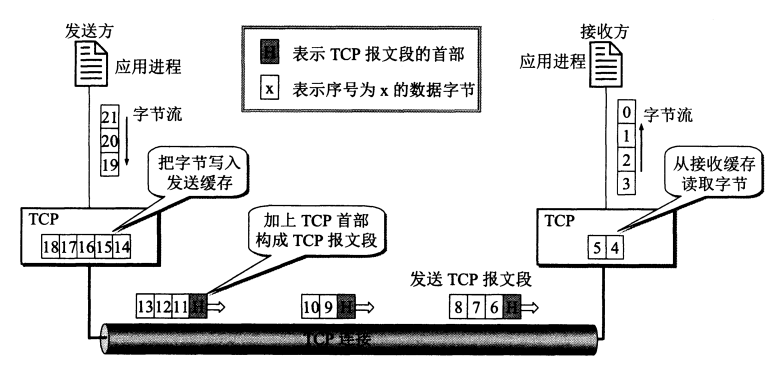 发送方
接收方
应用进程
应用进程
H 表示 TCP 报文段的首部
x 表示序号为 x 的数据字节
21
20
19
字节流
0
1
2
3
字节流
把字节写入
发送缓存
从接收缓存
读取字节
TCP
18 17 16 15 14
加上 TCP 首部
构成 TCP 报文段
TCP
5 4
发送 TCP 报文段
13 12 11 H
10 9 H
8 7 6 H
TCP 连接